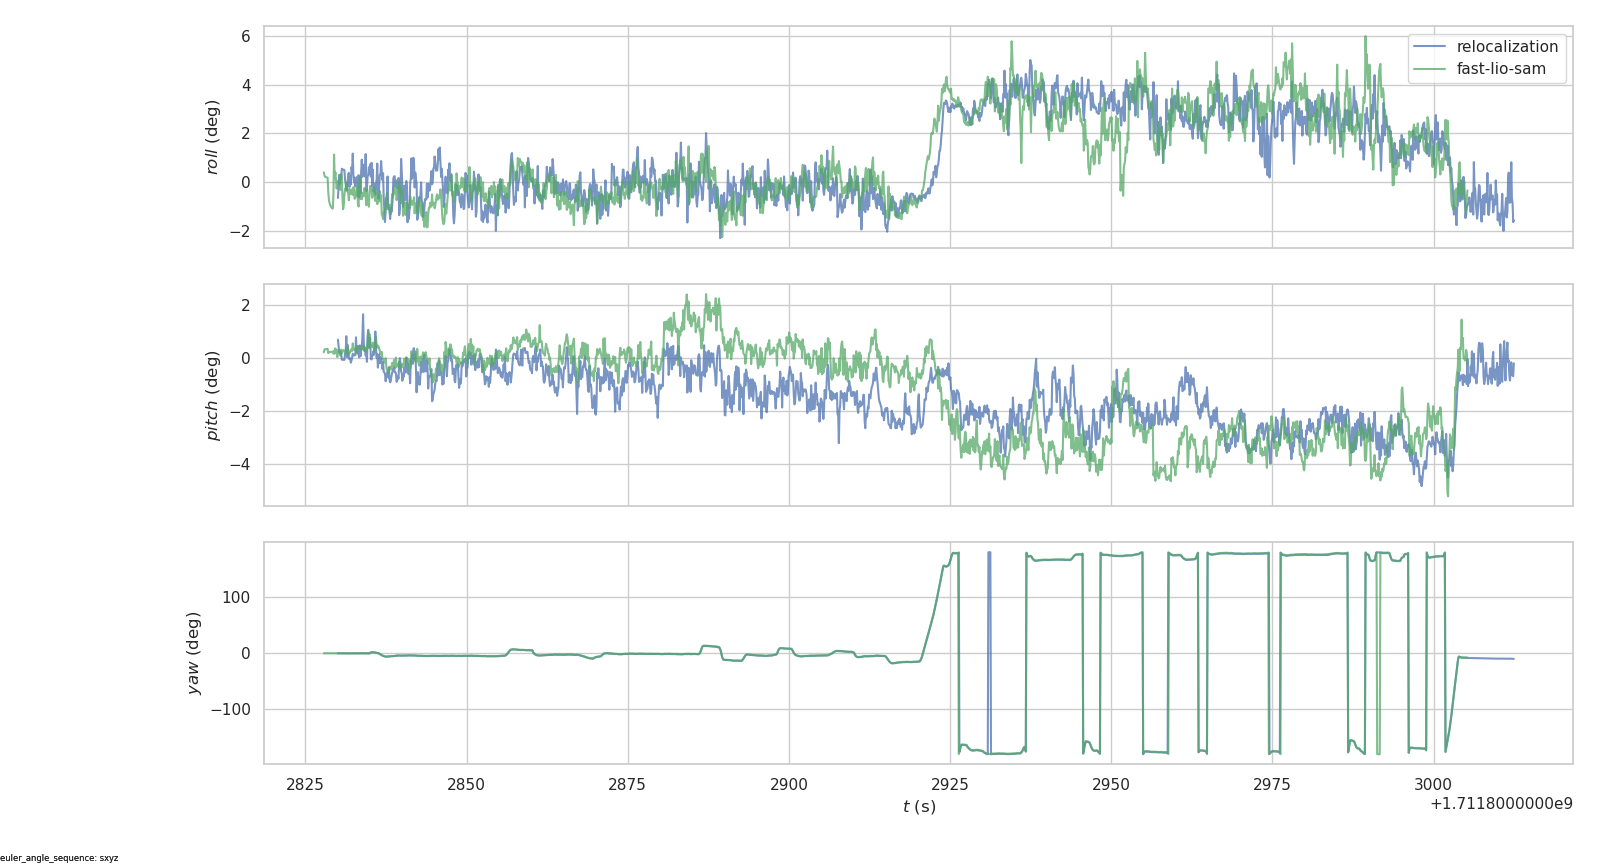 6
4
2
0
−2
roll (deg)
relocalization
fast-lio-sam
2
0
−2
−4
pitch (deg)
100
0
−100
yaw (deg)
2825 2850 2875 2900 2925 2950 2975 3000
t (s)
+1.7118000000e9
euler_angle_sequence: sxyz